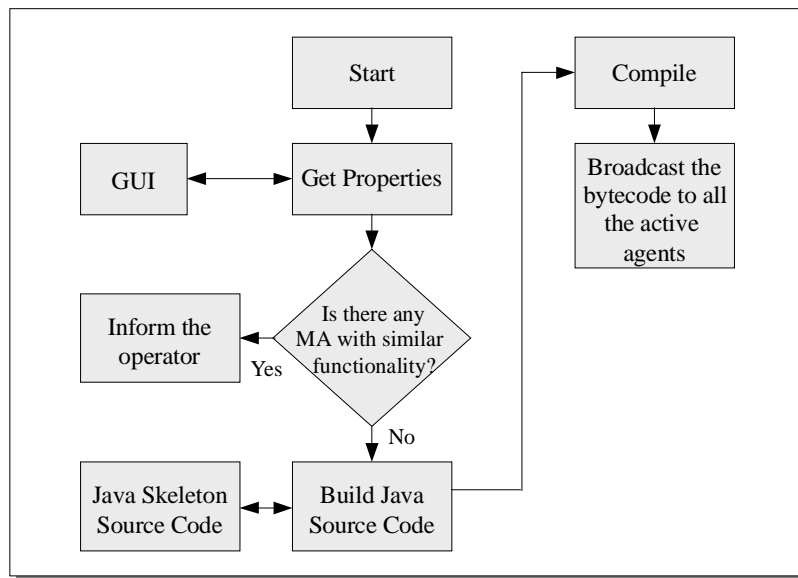 Start
Compile
GUI
Get Properties
Broadcast the
bytecode to all
the active
agents
Is there any
MA with similar
functionality?
Inform the
operator
Yes
No
Java Skeleton
Source Code
Build Java
Source Code